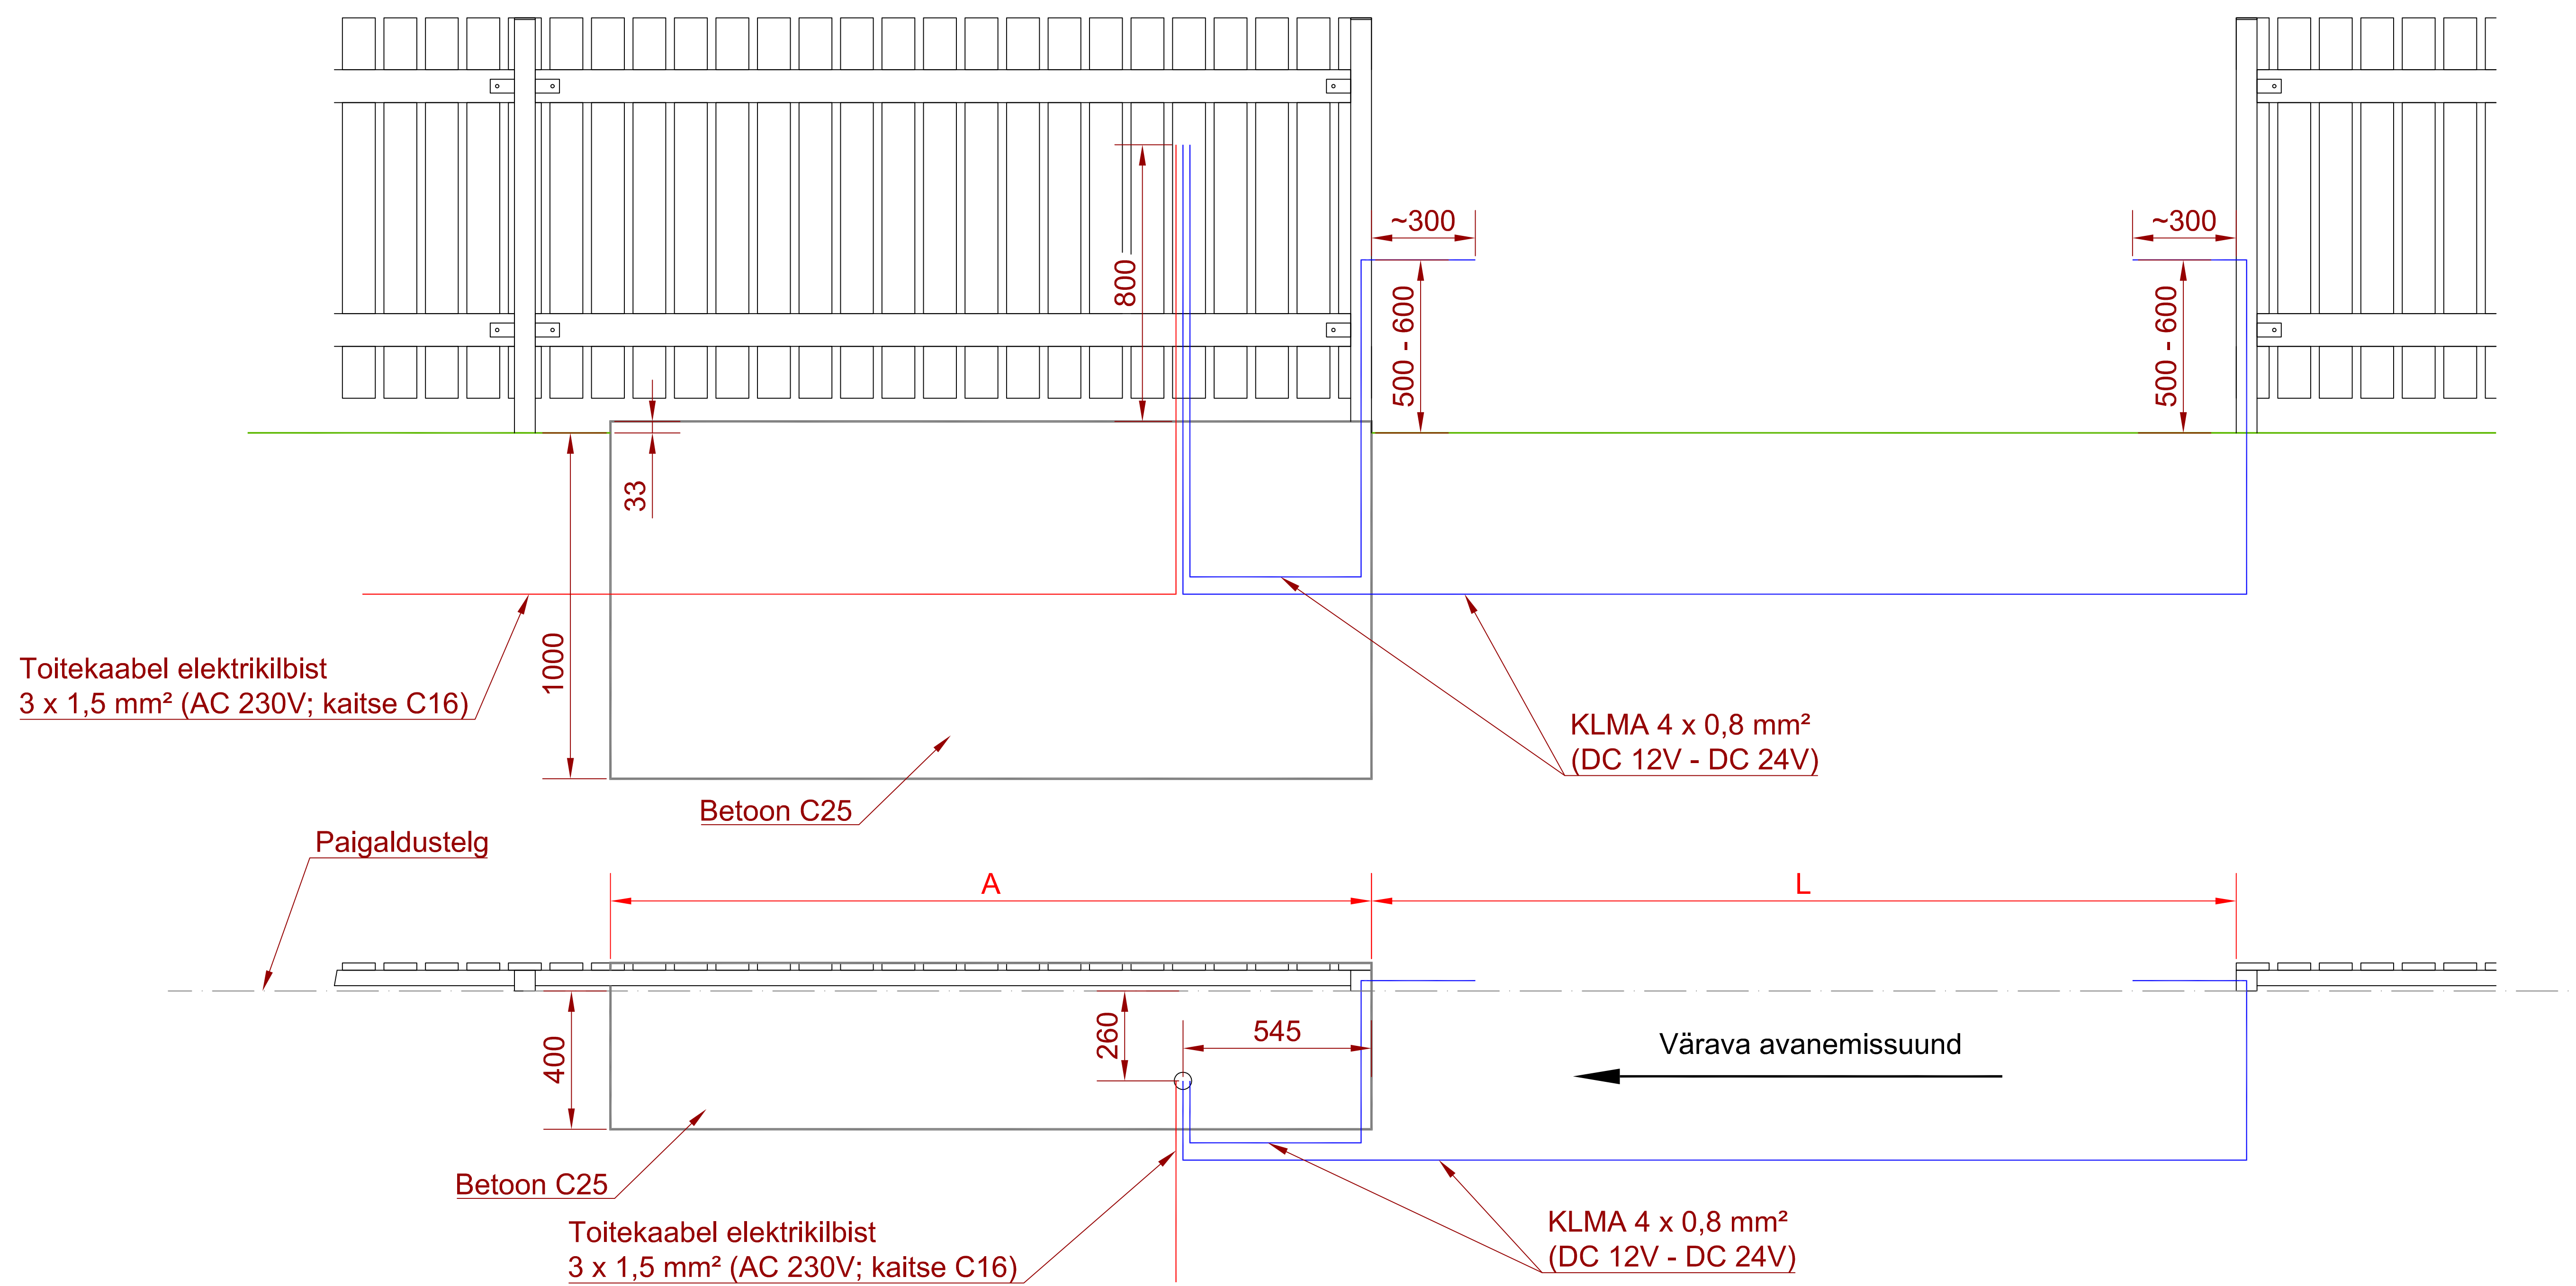 ~300
~300
800
500 - 600
500 - 600
33
1000
Toitekaabel elektrikilbist
3 x 1,5 mm² (AC 230V; kaitse C16)
KLMA 4 x 0,8 mm²
(DC 12V - DC 24V)
Betoon C25
Paigaldustelg
A
L
400
260
545
Värava avanemissuund
Betoon C25
Toitekaabel elektrikilbist
3 x 1,5 mm² (AC 230V; kaitse C16)
KLMA 4 x 0,8 mm²
(DC 12V - DC 24V)